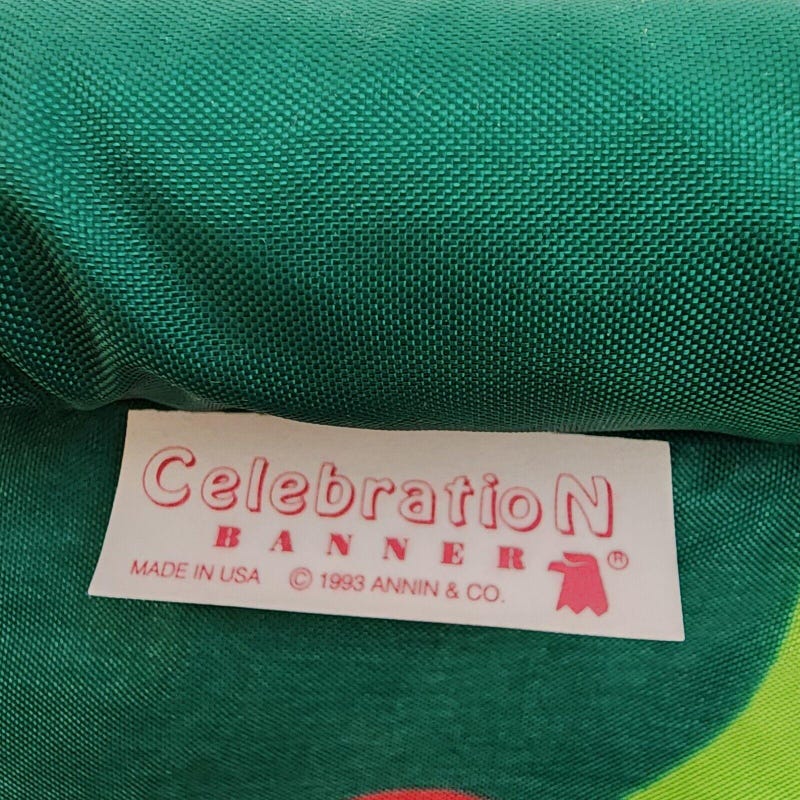 CelebratioN
BANNER
MADE IN USA © 1993 ANNIN & CO. ®